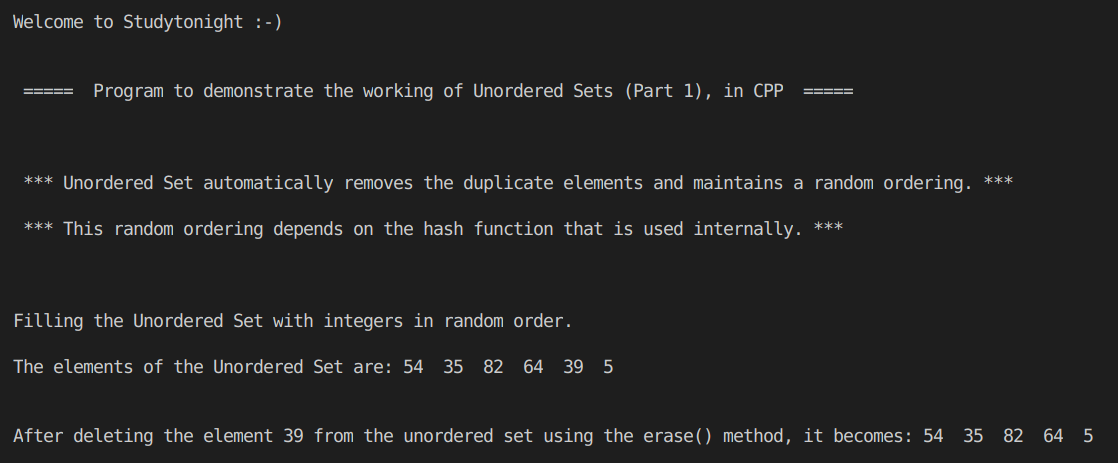 Welcome to Studytonight :-)
===== Program to demonstrate the working of Unordered Sets (Part 1), in CPP =====
*** Unordered Set automatically removes the duplicate elements and maintains a random ordering. ***
*** This random ordering depends on the hash function that is used internally. ***
Filling the Unordered Set with integers in random order.
The elements of the Unordered Set are: 54 35 82 64 39 5
After deleting the element 39 from the unordered set using the erase() method, it becomes: 54 35 82 64 5